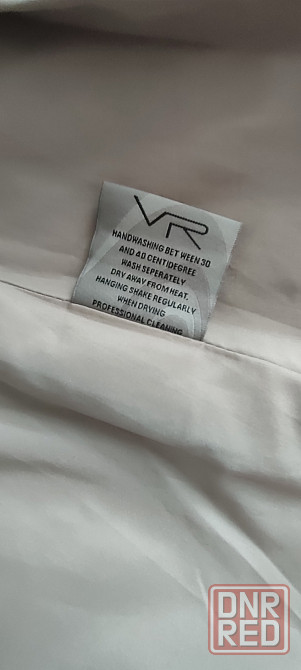 VR
HANDWASHING BET WEEN 30
AND 40 CENTIDEGREE
WASH SEPERATELY
DRY AWAY FROM HEAT.
HANGING SHAKE REGULARLY
WHEN DRYING
PROFESSIONAL CLEANING
DNR
RED